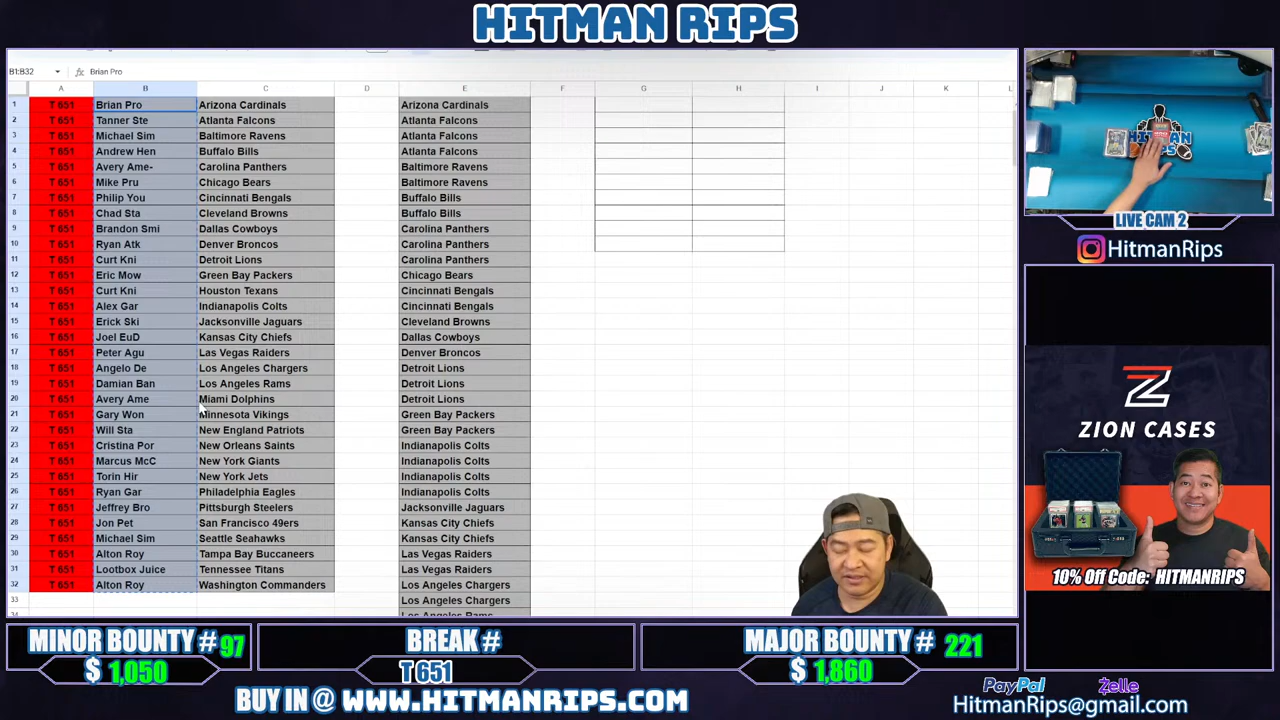 HITMAN RIPS
B1:B32 fx Brian Pro
A B C D E F G H I J K L
1 T 651 Brian Pro Arizona Cardinals Arizona Cardinals
2 T 651 Tanner Ste Atlanta Falcons Atlanta Falcons
3 T 651 Michael Sim Baltimore Ravens Atlanta Falcons
4 T 651 Andrew Hen Buffalo Bills Atlanta Falcons
5 T 651 Avery Ame- Carolina Panthers Baltimore Ravens
6 T 651 Mike Pru Chicago Bears Baltimore Ravens
7 T 651 Philip You Cincinnati Bengals Buffalo Bills
8 T 651 Chad Sta Cleveland Browns Buffalo Bills
9 T 651 Brandon Smi Dallas Cowboys Carolina Panthers
10 T 651 Ryan Atk Denver Broncos Carolina Panthers
11 T 651 Curt Kni Detroit Lions Carolina Panthers
12 T 651 Eric Mow Green Bay Packers Chicago Bears
13 T 651 Curt Kni Houston Texans Cincinnati Bengals
14 T 651 Alex Gar Indianapolis Colts Cincinnati Bengals
15 T 651 Erick Ski Jacksonville Jaguars Cleveland Browns
16 T 651 Joel EuD Kansas City Chiefs Dallas Cowboys
17 T 651 Peter Agu Las Vegas Raiders Denver Broncos
18 T 651 Angelo De Los Angeles Chargers Detroit Lions
19 T 651 Damian Ban Los Angeles Rams Detroit Lions
20 T 651 Avery Ame Miami Dolphins Detroit Lions
21 T 651 Gary Won Minnesota Vikings Green Bay Packers
22 T 651 Will Sta New England Patriots Green Bay Packers
23 T 651 Cristina Por New Orleans Saints Indianapolis Colts
24 T 651 Marcus McC New York Giants Indianapolis Colts
25 T 651 Torin Hir New York Jets Indianapolis Colts
26 T 651 Ryan Gar Philadelphia Eagles Indianapolis Colts
27 T 651 Jeffrey Bro Pittsburgh Steelers Jacksonville Jaguars
28 T 651 Jon Pet San Francisco 49ers Kansas City Chiefs
29 T 651 Michael Sim Seattle Seahawks Kansas City Chiefs
30 T 651 Alton Roy Tampa Bay Buccaneers Las Vegas Raiders
31 T 651 Lootbox Juice Tennessee Titans Las Vegas Raiders
32 T 651 Alton Roy Washington Commanders Los Angeles Chargers
33 Los Angeles Chargers
34 Los Angeles Rams
HITMAN
RIPS
LIVE CAM 2
HitmanRips
Z
ZION CASES
10% Off Code: HITMANRIPS
MINOR BOUNTY # 97
$ 1,050
BREAK #
T 651
MAJOR BOUNTY # 221
$ 1,860
BUY IN @ WWW.HITMANRIPS.COM
PayPal Zelle
HitmanRips@gmail.com